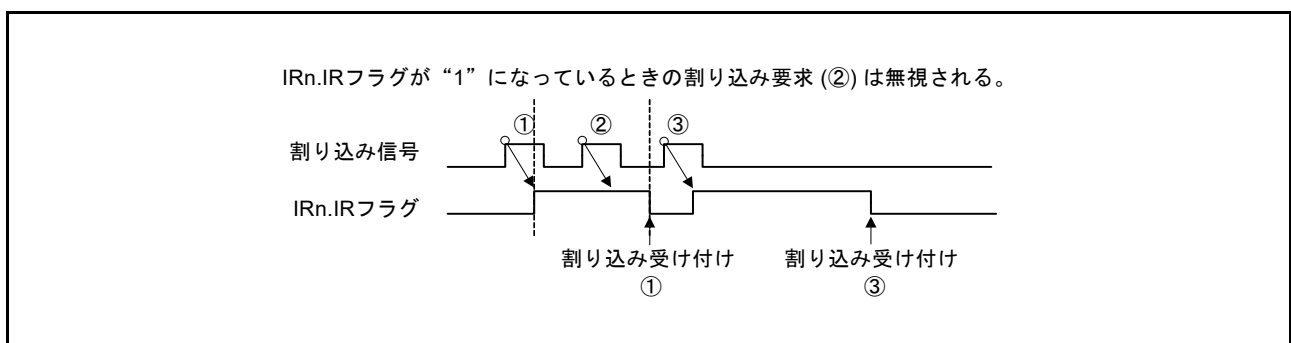 IRn.IRフラグが“1”になっているときの割り込み要求 (②) は無視される。
① ② ③
割り込み信号
IRn.IRフラグ
割り込み受け付け 割り込み受け付け
① ③